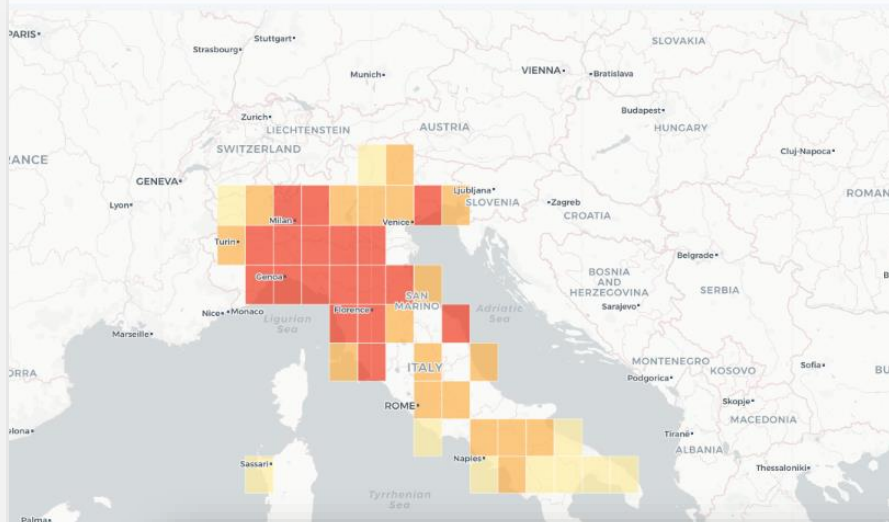 PARIS
Stuttgart
Strasbourg
SLOVAKIA
Munich
VIENNA
Bratislava
Budapest
Zurich
LIECHTENSTEIN
AUSTRIA
HUNGARY
SWITZERLAND
Cluj-Napoca
RANCE
GENEVA
Ljubljana
SLOVENIA
Lyon
Zagreb
ROMAN
Milan
Venice
CROATIA
Turin
Belgrade
Genoa
BOSNIA
AND
HERZEGOVINA
SERBIA
SAN
MARINO
Sarajevo
Nice
Monaco
Florence
Ligurian
Sea
Adriatic
Sea
Marseille
MONTENEGRO
KOSOVO
Sofia
BU
ORRA
ITALY
Podgorica
Skopje
ROME
MACEDONIA
lona
Tiranë
ALBANIA
Naples
Sassari
Thessaloniki
Tyrrhenian
Sea
Palma